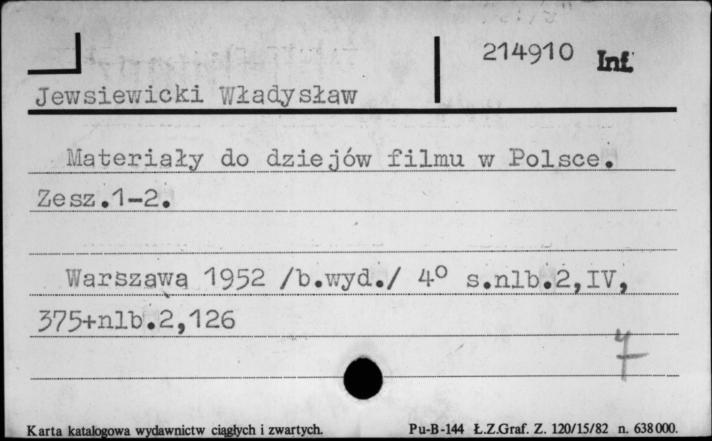 214910 Inf.
Jewsiewicki Władysław
Materiały do dziejów filmu w Polsce.
Zesz.1-2.
Warszawa 1952 /b.wyd./ 4° s.nlb.2,IV,
375+nlb.2,126
7
Karta katalogowa wydawnictw ciągłych i zwartych. Pu-B-144 Ł.Z.Graf. Z. 120/15/82 n. 638000.